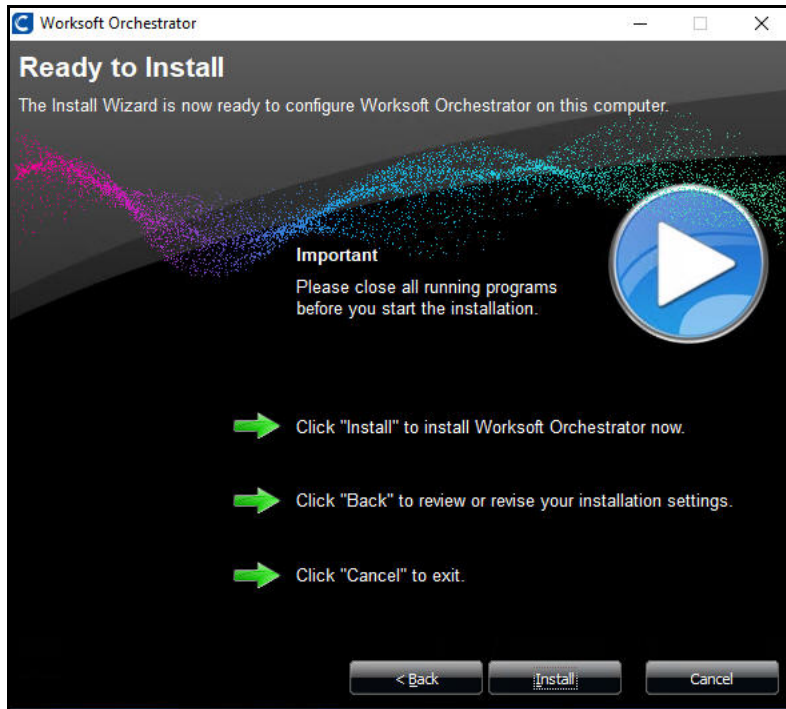 Worksoft Orchestrator
Ready to Install
The Install Wizard is now ready to configure Worksoft Orchestrator on this computer.
Important
Please close all running programs
before you start the installation.
Click "Install" to install Worksoft Orchestrator now.
Click "Back" to review or revise your installation settings.
Click "Cancel" to exit.
< Back
Install
Cancel